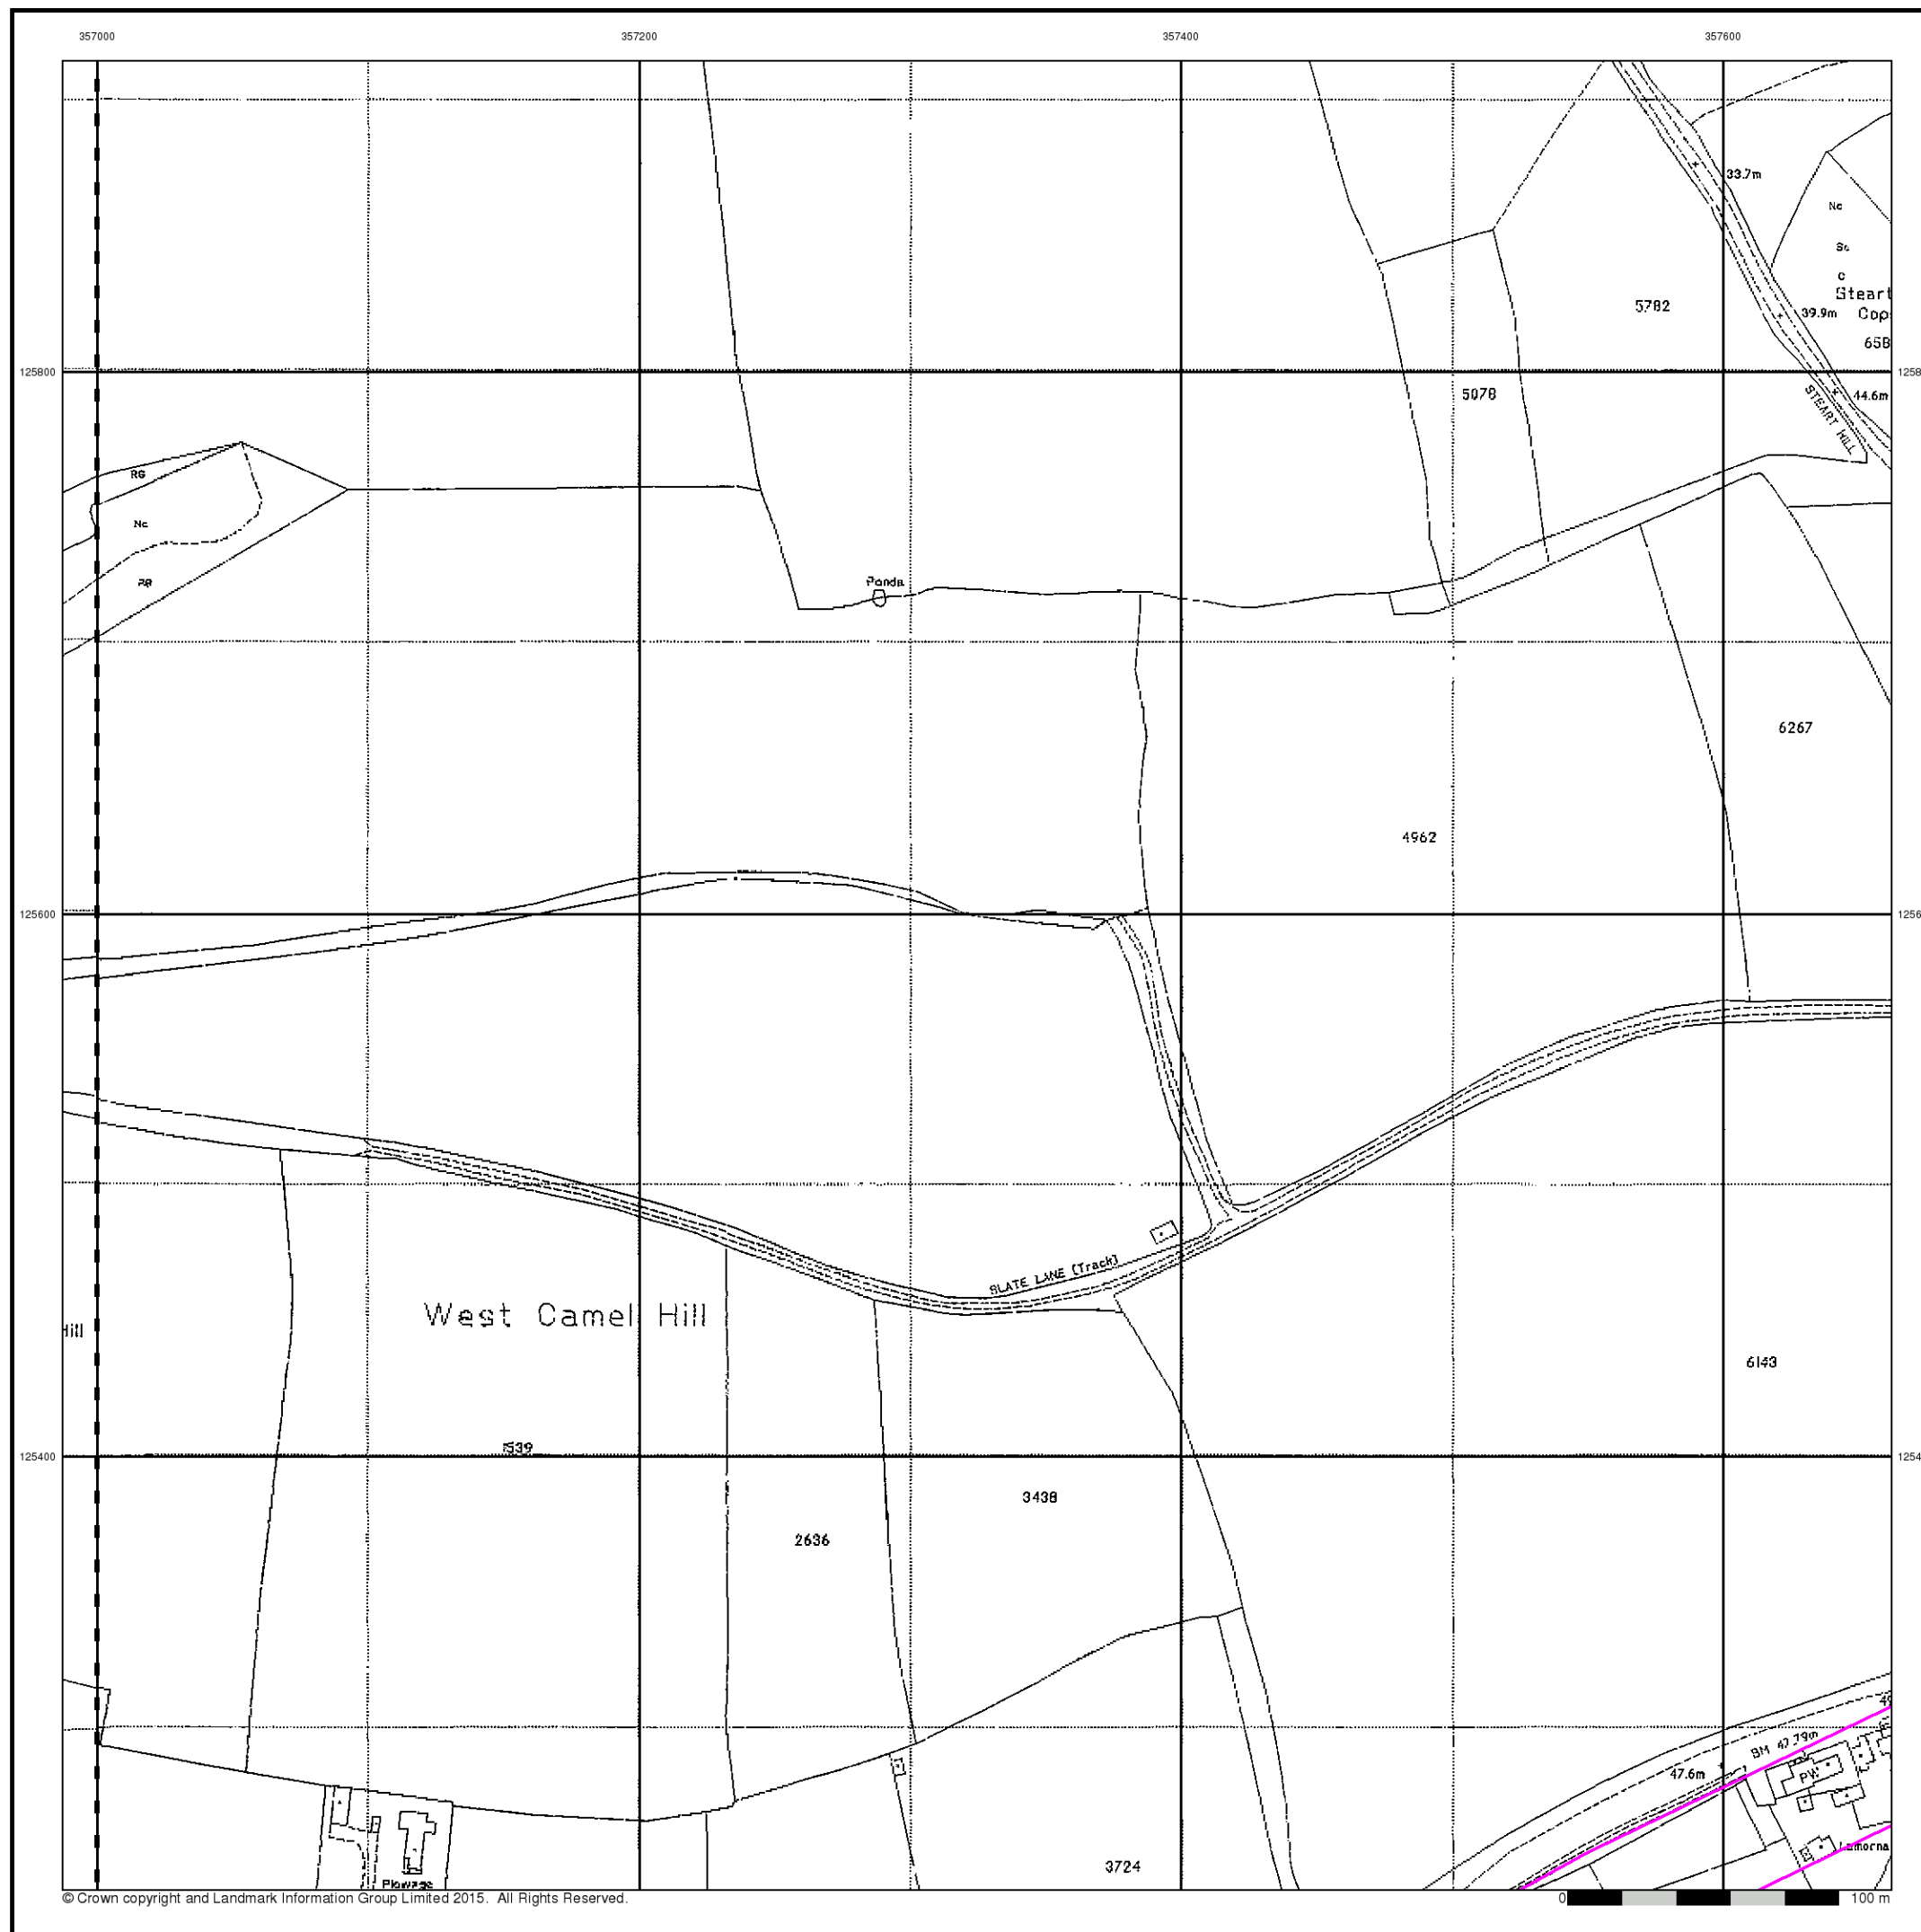 357000 357200 357400 357600
33.7m
Nc
Sc
C
Steart
5782
39.9m Cop
658
125800
5078
44.6m
STEART HILL
RG
Nc
Ponds
6267
4962
125600
SLATE LANE (Track)
West Camel Hill
Hill
6143
1539
125400
3438
2636
BM 47.79m
47.6m
PW
Lamorna
3724
Plowage
© Crown copyright and Landmark Information Group Limited 2015. All Rights Reserved.
0 100 m